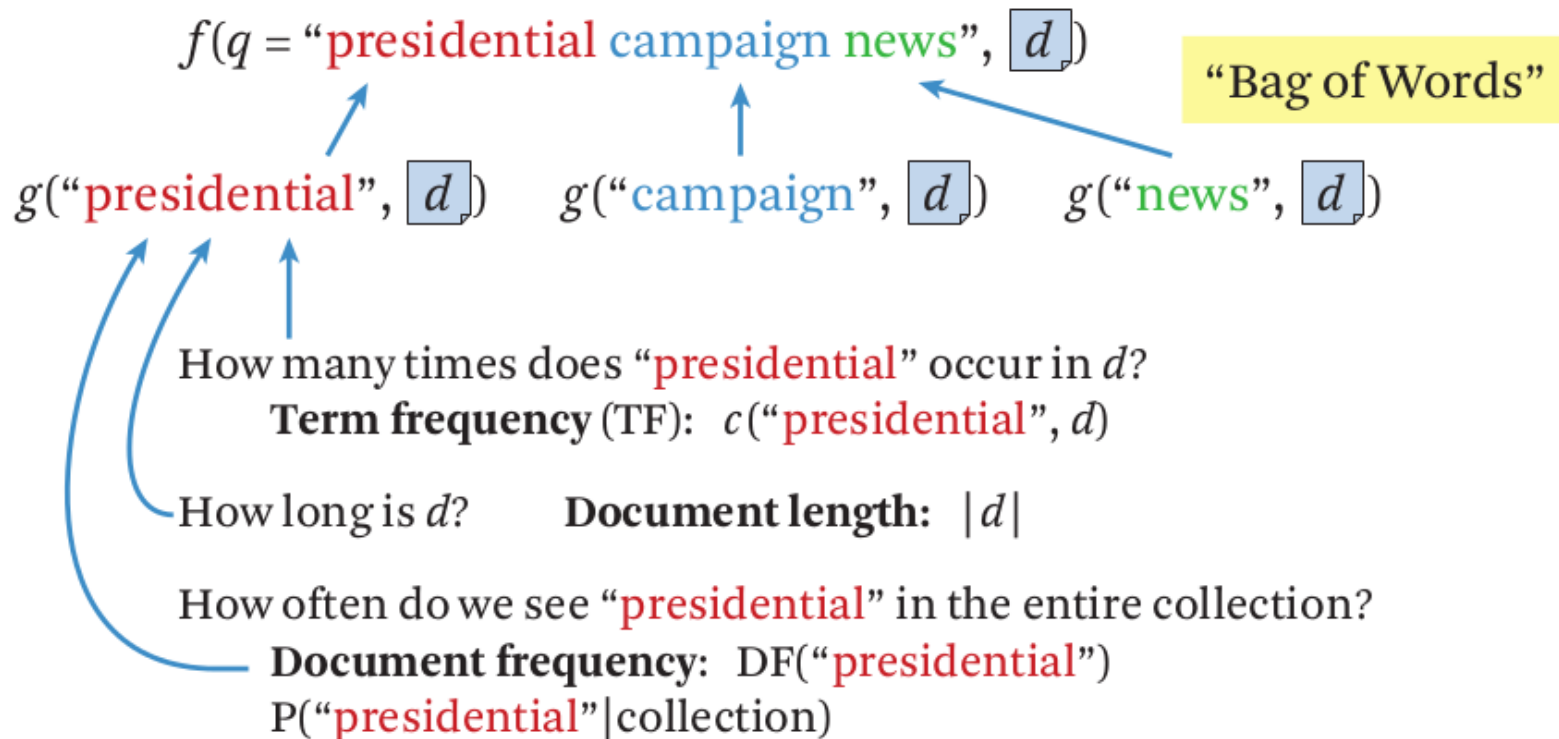 f(q = “presidential campaign news”, d)
“Bag of Words”
g(“presidential”, d) g(“campaign”, d) g(“news”, d)
How many times does “presidential” occur in d?
Term frequency (TF): c(“presidential”, d)
How long is d? Document length: |d|
How often do we see “presidential” in the entire collection?
Document frequency: DF(“presidential”)
P(“presidential”|collection)